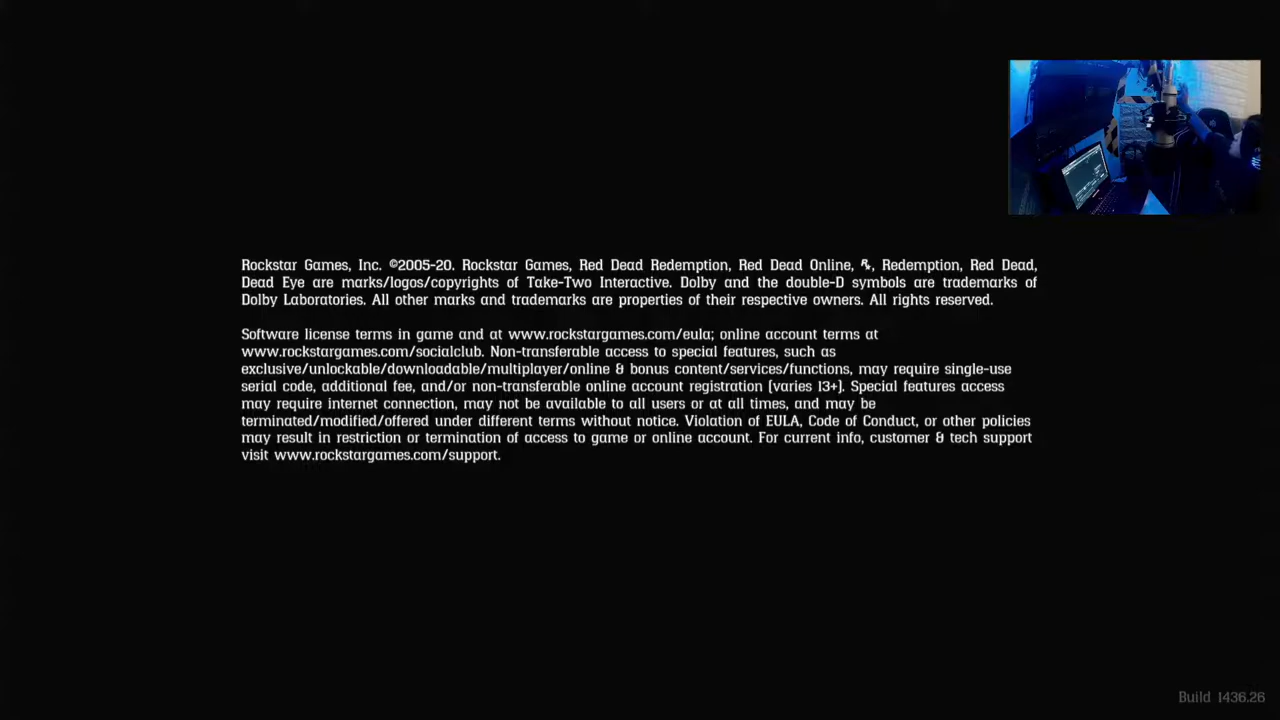 Rockstar Games, Inc. ©2005-20. Rockstar Games, Red Dead Redemption, Red Dead Online, ℞, Redemption, Red Dead,
Dead Eye are marks/logos/copyrights of Take-Two Interactive. Dolby and the double-D symbols are trademarks of
Dolby Laboratories. All other marks and trademarks are properties of their respective owners. All rights reserved.
Software license terms in game and at www.rockstargames.com/eula; online account terms at
www.rockstargames.com/socialclub. Non-transferable access to special features, such as
exclusive/unlockable/downloadable/multiplayer/online & bonus content/services/functions, may require single-use
serial code, additional fee, and/or non-transferable online account registration (varies 13+). Special features access
may require internet connection, may not be available to all users or at all times, and may be
terminated/modified/offered under different terms without notice. Violation of EULA, Code of Conduct, or other policies
may result in restriction or termination of access to game or online account. For current info, customer & tech support
visit www.rockstargames.com/support.
Build 1436.26